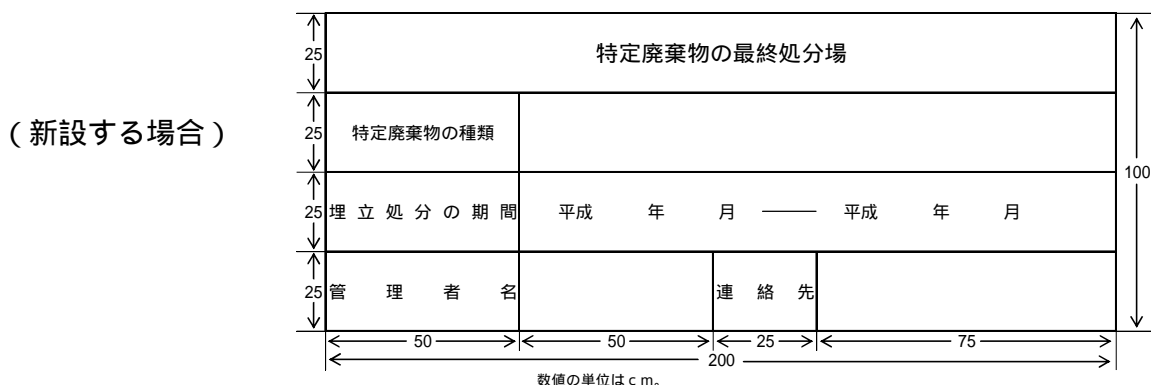 25 特定廃棄物の最終処分場
(新設する場合) 25 特定廃棄物の種類
100
25 埋立処分の期間 平成 年 月 ─── 平成 年 月
25 管理者名 連絡先
50 50 25 75
200
数値の単位はcm。